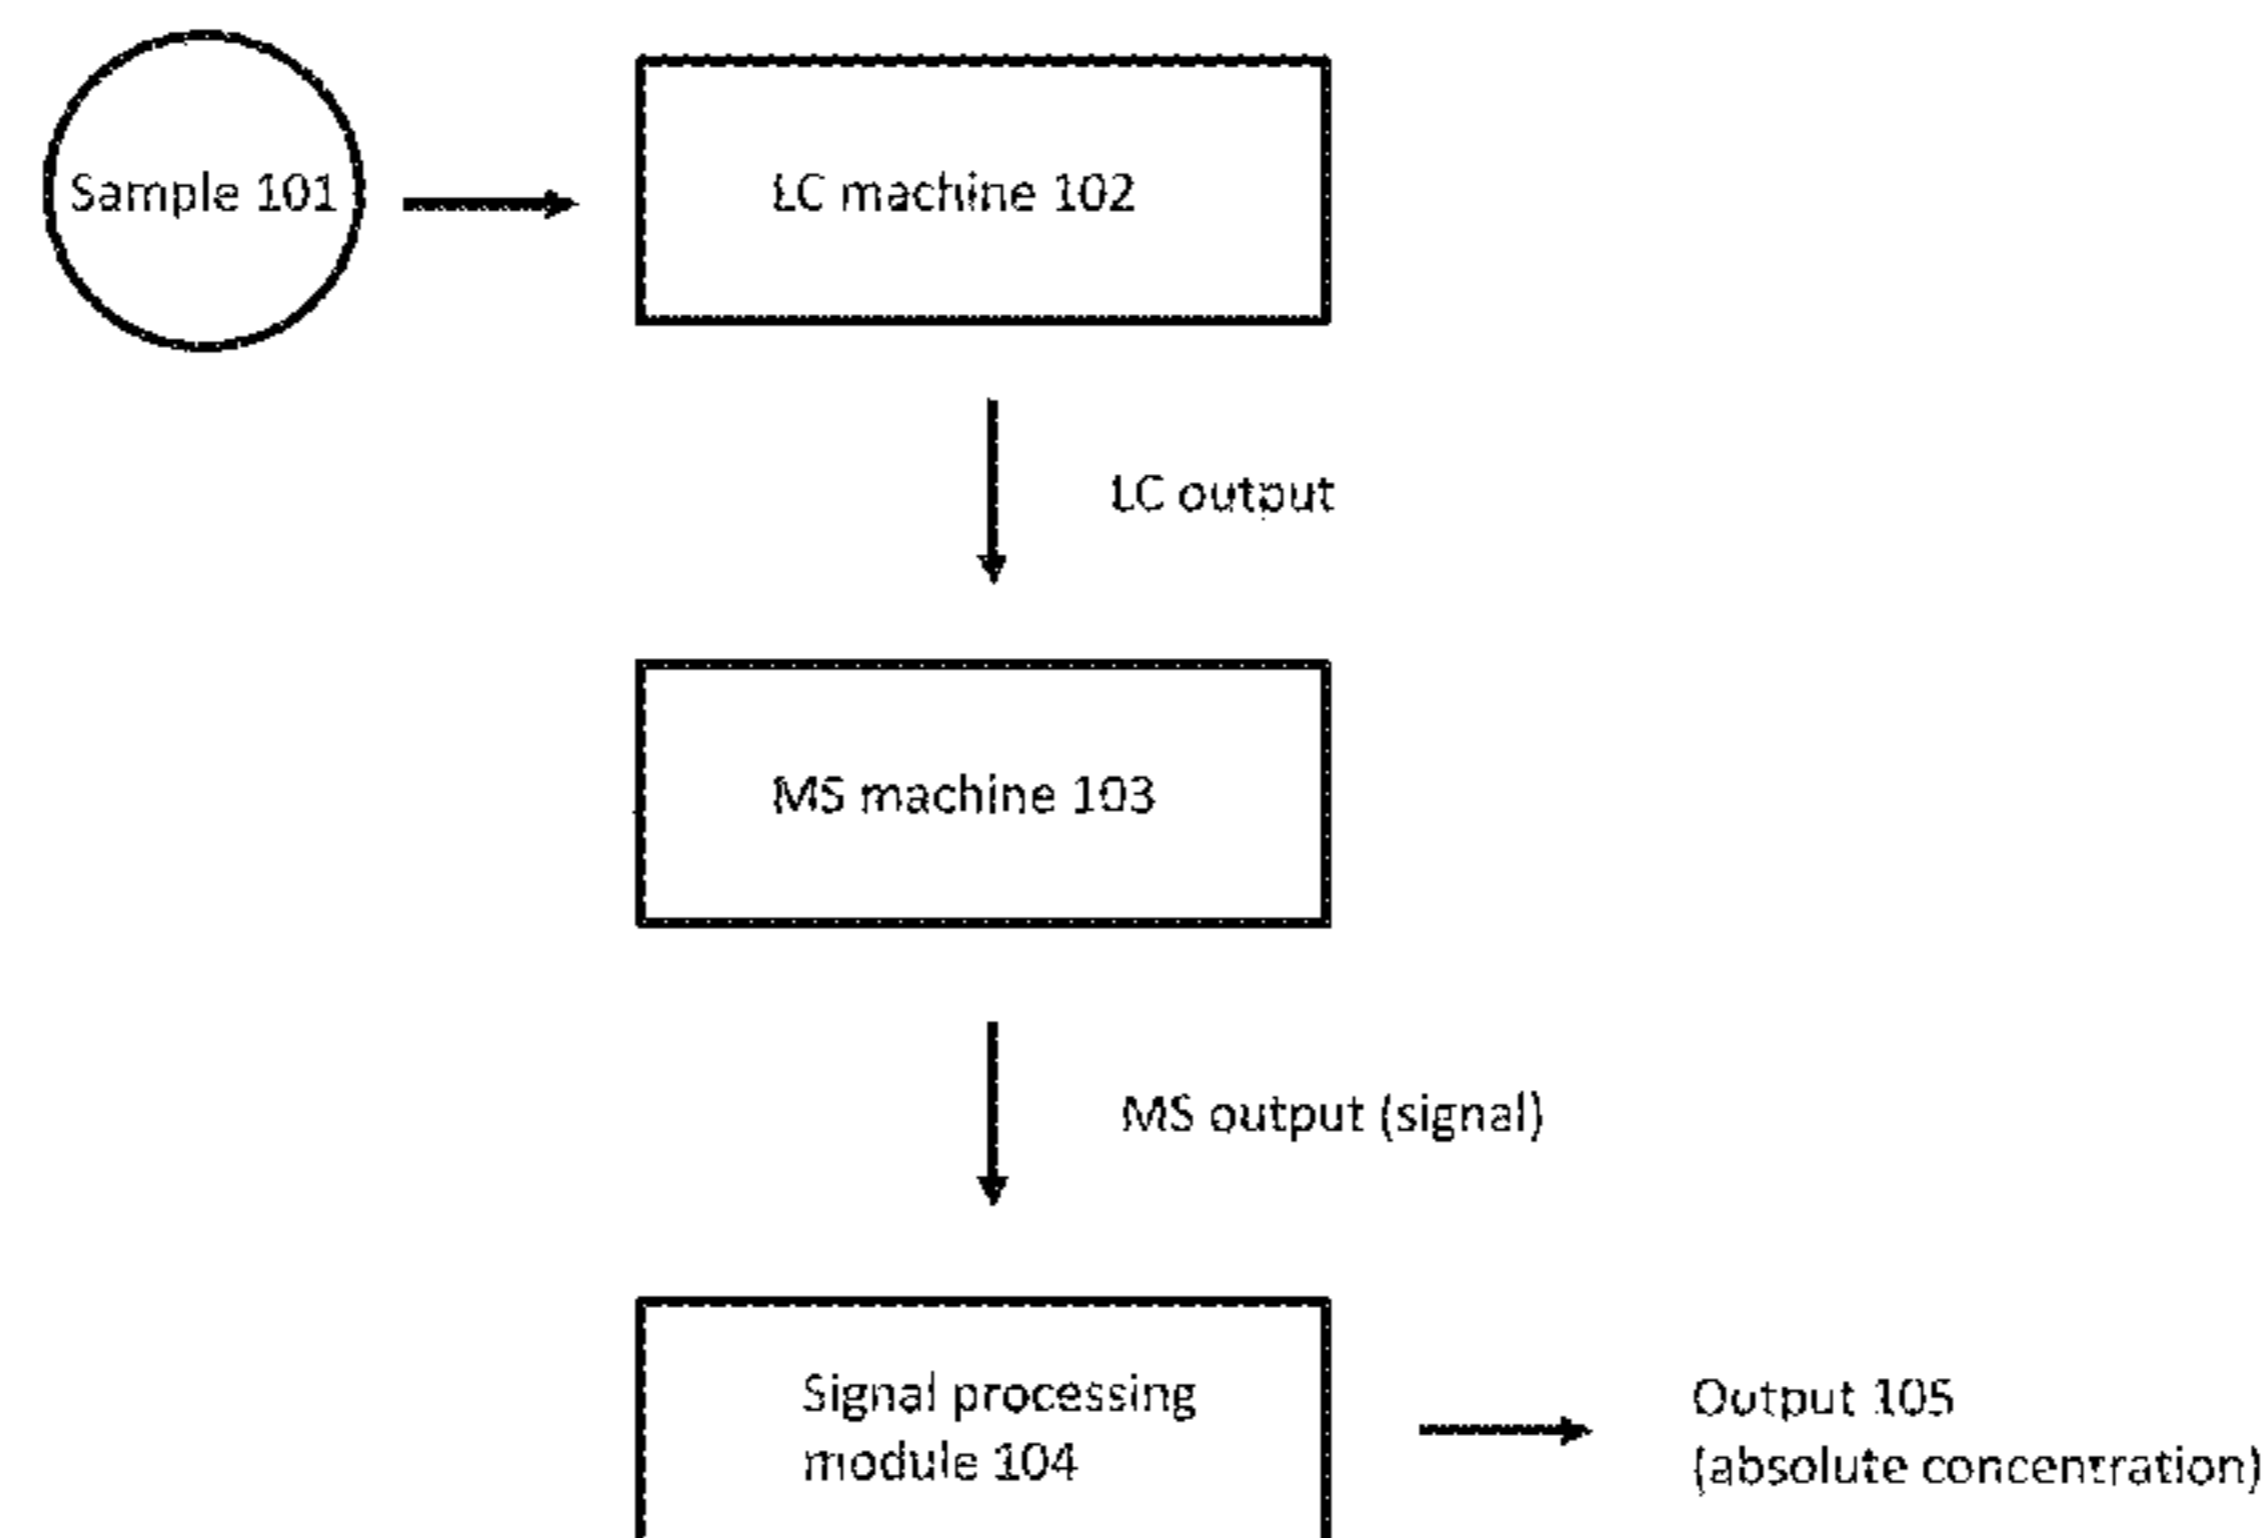 Sample 101
LC machine 102
LC output
MS machine 103
MS output (signal)
Signal processing
module 104
Output 105
(absolute concentration)